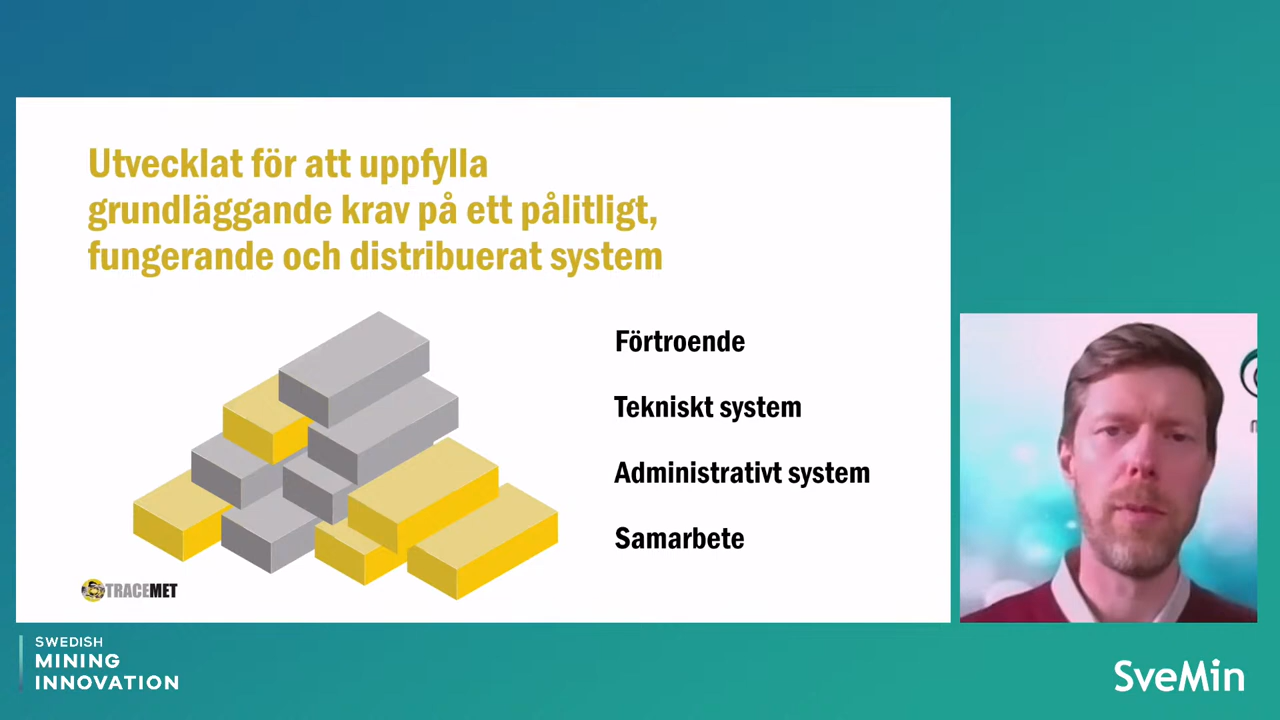 Utvecklat för att uppfylla
grundläggande krav på ett pålitligt,
fungerande och distribuerat system
Förtroende
Tekniskt system
Administrativt system
Samarbete
TRACEMET
SWEDISH
MINING
INNOVATION
SveMin